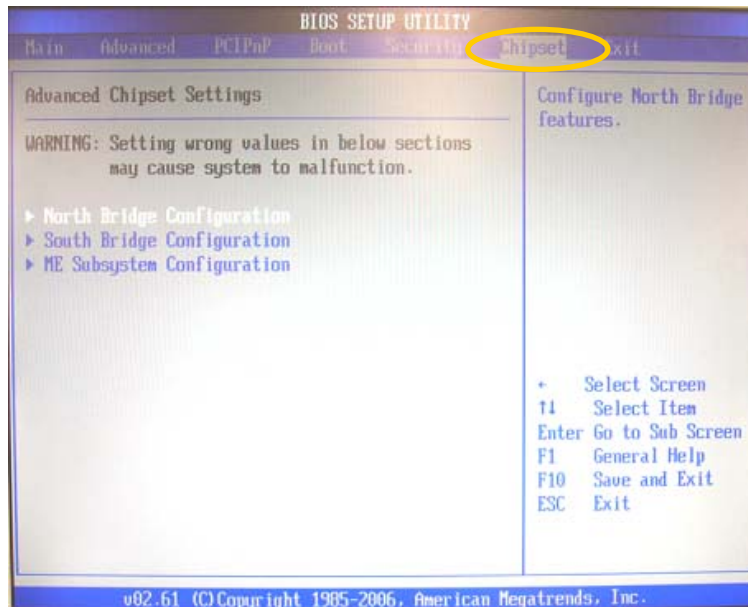 BIOS SETUP UTILITY
Main Advanced PCIPnP Boot Security Chipset Exit
Advanced Chipset Settings
WARNING: Setting wrong values in below sections
may cause system to malfunction.
▶ North Bridge Configuration
▶ South Bridge Configuration
▶ ME Subsystem Configuration
Configure North Bridge
features.
← Select Screen
↑↓ Select Item
Enter Go to Sub Screen
F1 General Help
F10 Save and Exit
ESC Exit
v02.61 (C)Copyright 1985-2006, American Megatrends, Inc.